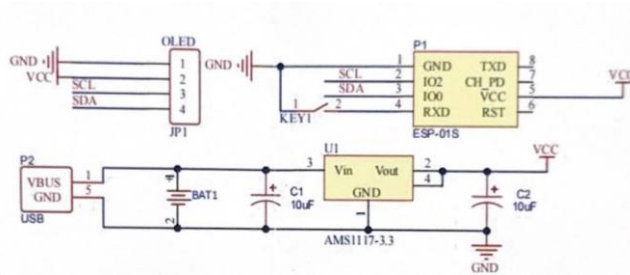 OLED
GND
VCC
SCL
SDA
1
2
3
4
JP1
P1
GND
1
GND
TXD
8
SCL
2
IO2
CH_PD
7
SDA
3
IO0
VCC
5
VCC
KEY1
1
2
4
RXD
RST
6
ESP-01S
P2
VBUS
1
GND
5
USB
BAT1
2
C1
10uF
U1
3
Vin
Vout
2
4
GND
1
AMS1117-3.3
VCC
C2
10uF
GND